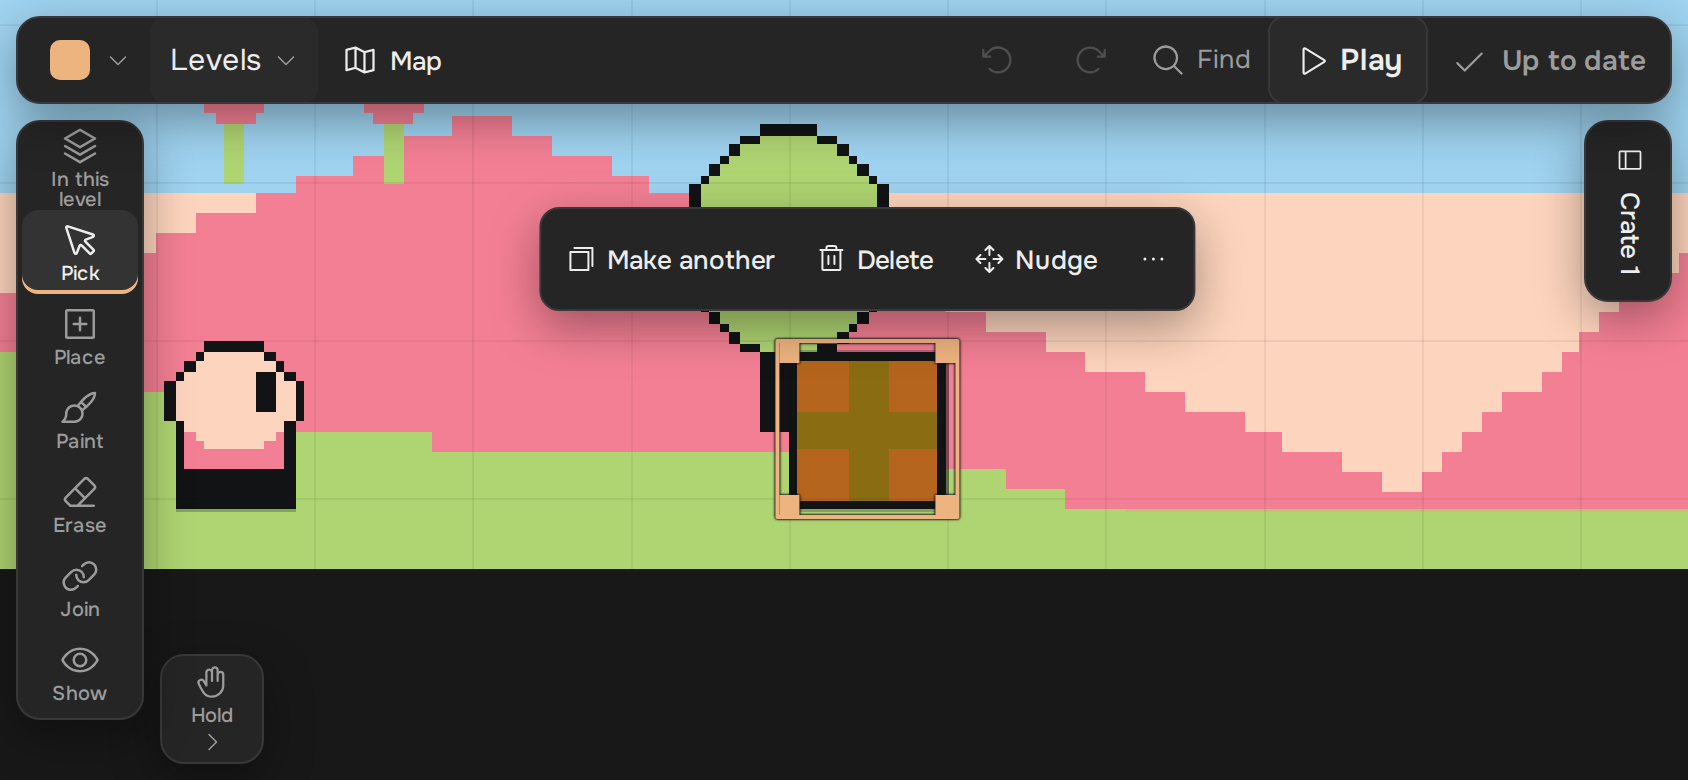 Levels
Map
Find
Play
Up to date
In this
level
Pick
Place
Paint
Erase
Join
Show
Hold
Make another
Delete
Nudge
Crate 1